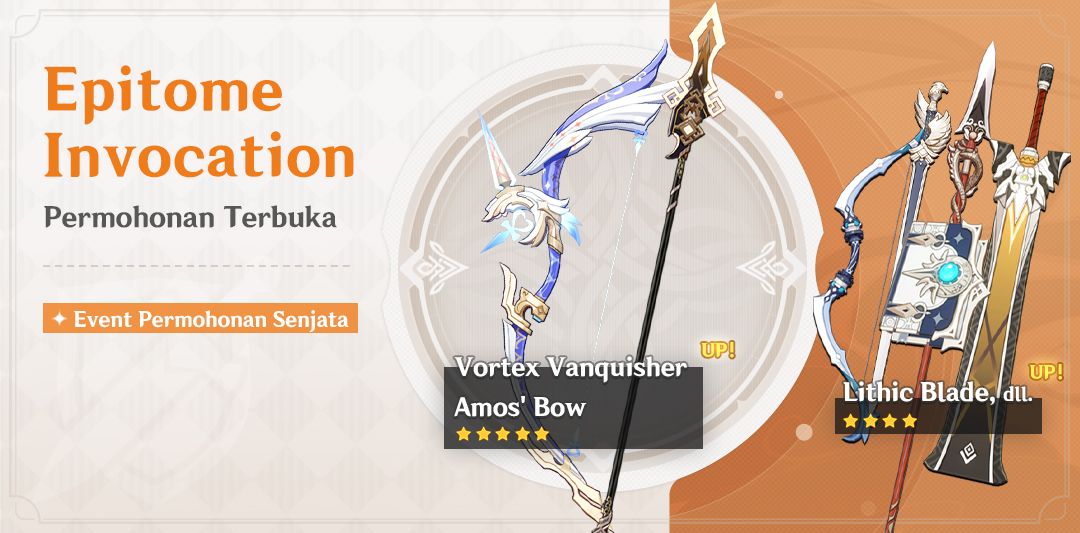 Epitome
Invocation
Permohonan Terbuka
✦ Event Permohonan Senjata
UP!
Vortex Vanquisher
Amos' Bow
UP!
Lithic Blade, dll.